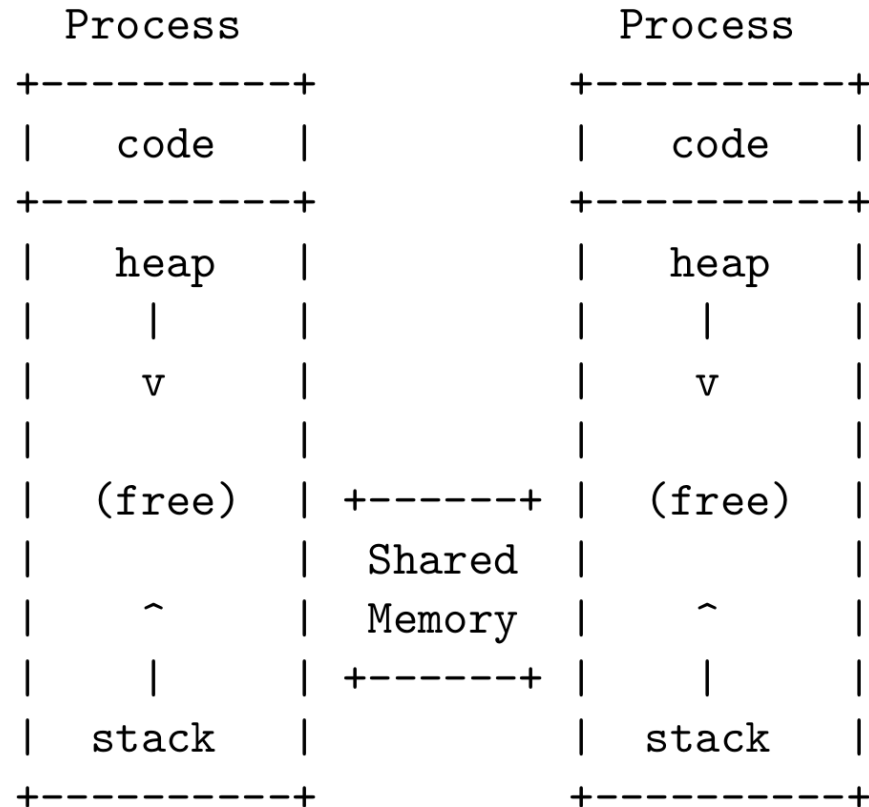 Process               Process
+-----------+         +-----------+
|   code    |         |   code    |
+-----------+         +-----------+
|   heap    |         |   heap    |
|     |     |         |     |     |
|     v     |         |     v     |
|           |         |           |
|  (free)   | +------+ |  (free)   |
|           |  Shared  |           |
|     ^     |  Memory  |     ^     |
|     |     | +------+ |     |     |
|  stack    |         |  stack    |
+-----------+         +-----------+